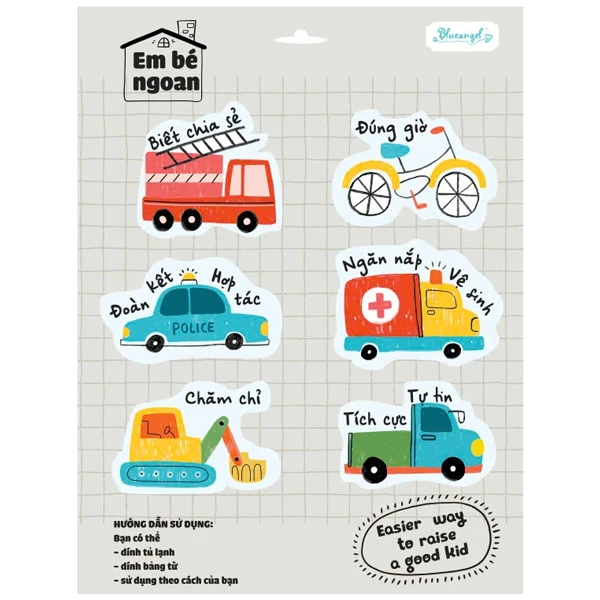 Em bé
ngoan
Blueangel
Biết chia sẻ
Đúng giờ
Đoàn kết Hợp tác
POLICE
Ngăn nắp Vệ sinh
Chăm chỉ
Tích cực Tự tin
HƯỚNG DẪN SỬ DỤNG:
Bạn có thể
– dính tủ lạnh
– dính bảng từ
– sử dụng theo cách của bạn
Easier way
to raise
a good kid